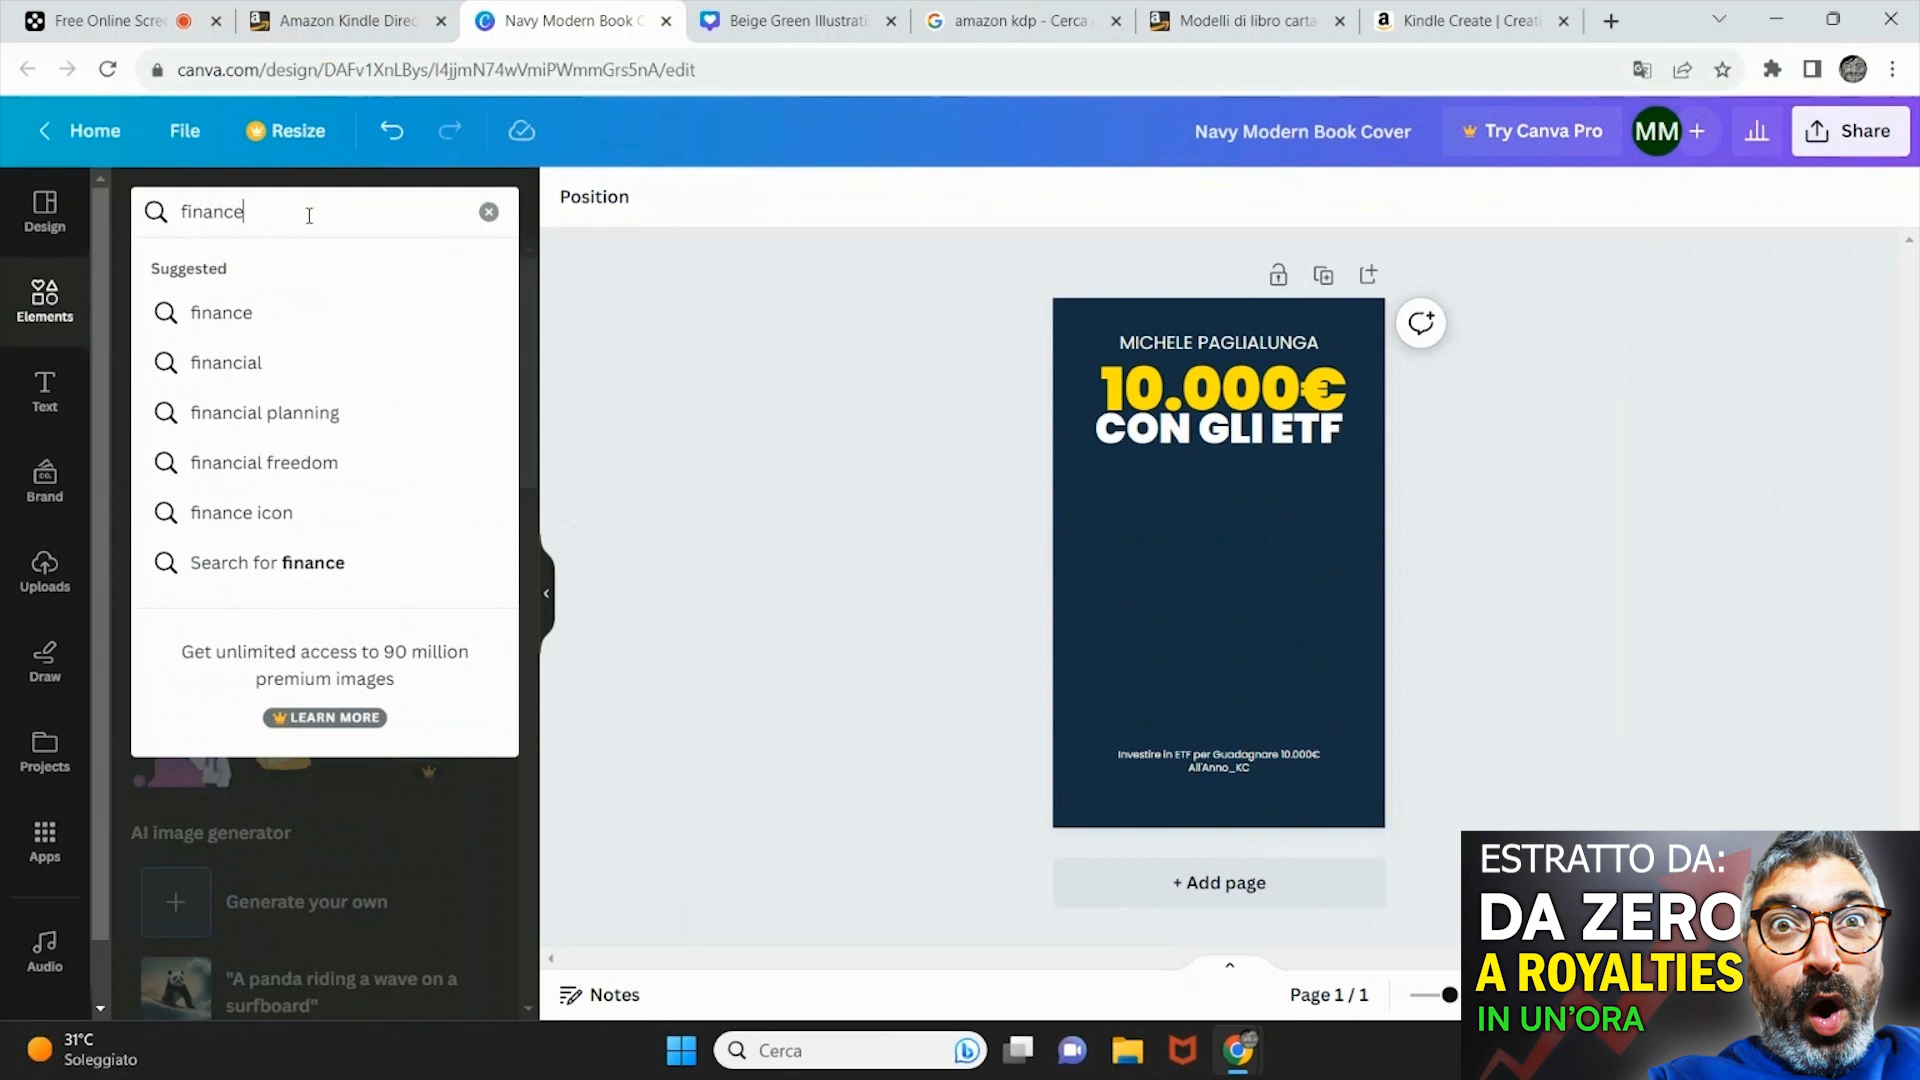 Free Online Scre
Amazon Kindle Direc
Navy Modern Book C
Beige Green Illustrati
amazon kdp - Cerca
Modelli di libro carta
Kindle Create | Creati
canva.com/design/DAFv1XnLBys/l4jjmN74wVmiPWmmGrs5nA/edit
Home
File
Resize
Navy Modern Book Cover
Try Canva Pro
MM
Share
Design
Elements
Text
Brand
Uploads
Draw
Projects
Apps
Audio
finance
Suggested
finance
financial
financial planning
financial freedom
finance icon
Search for finance
Get unlimited access to 90 million
premium images
LEARN MORE
AI image generator
Generate your own
"A panda riding a wave on a
surfboard"
Position
MICHELE PAGLIALUNGA
10.000€
CON GLI ETF
Investire in ETF per Guadagnare 10.000€
All'Anno_KC
+ Add page
Notes
Page 1 / 1
ESTRATTO DA:
DA ZERO
A ROYALTIES
IN UN'ORA
31°C
Soleggiato
Cerca